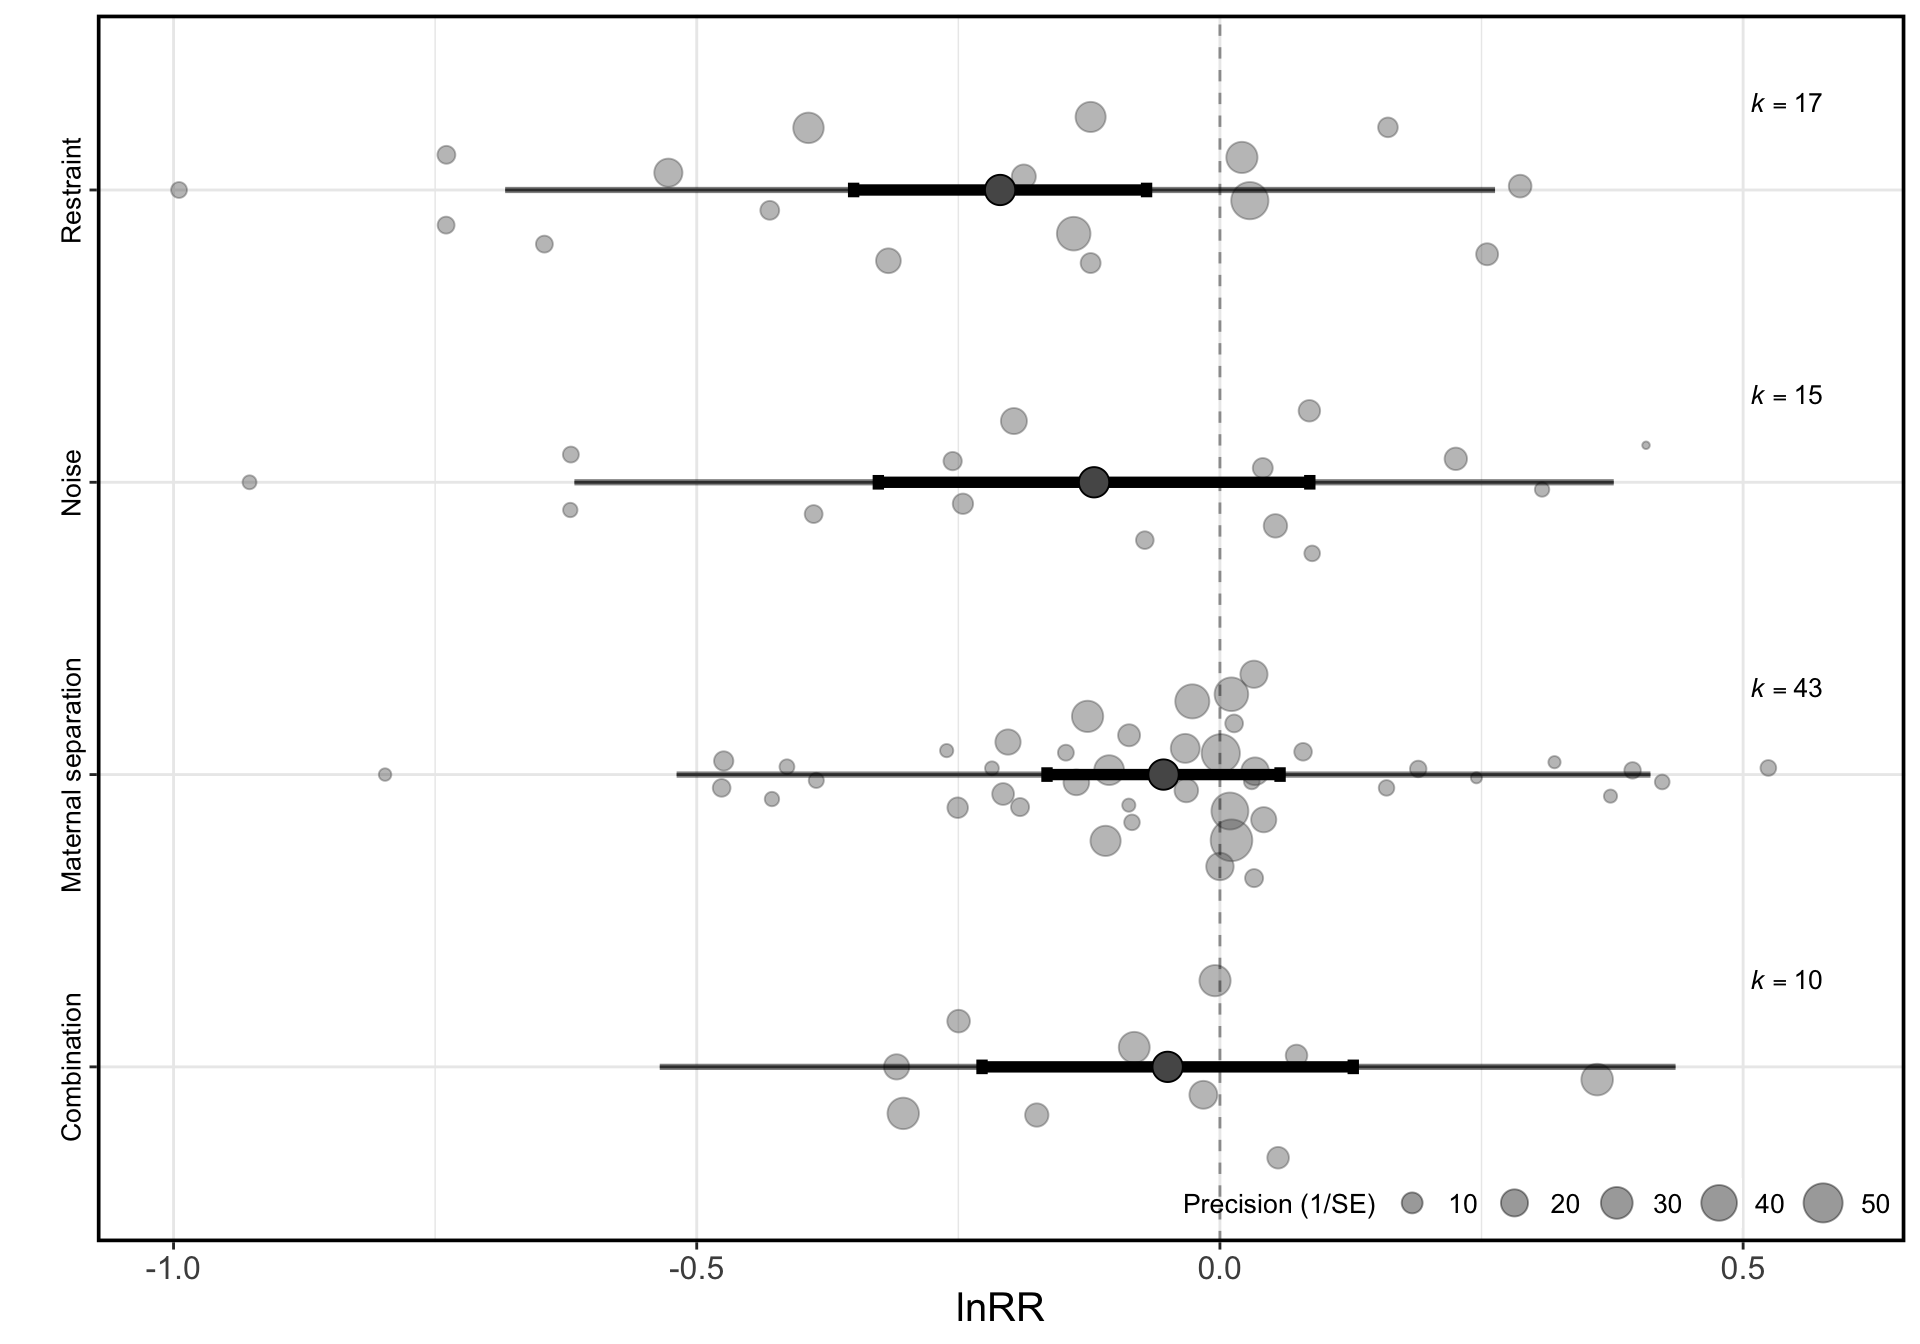 Restraint
k = 17
Noise
k = 15
Maternal separation
k = 43
Combination
k = 10
Precision (1/SE) 10 20 30 40 50
-1.0 -0.5 0.0 0.5
lnRR